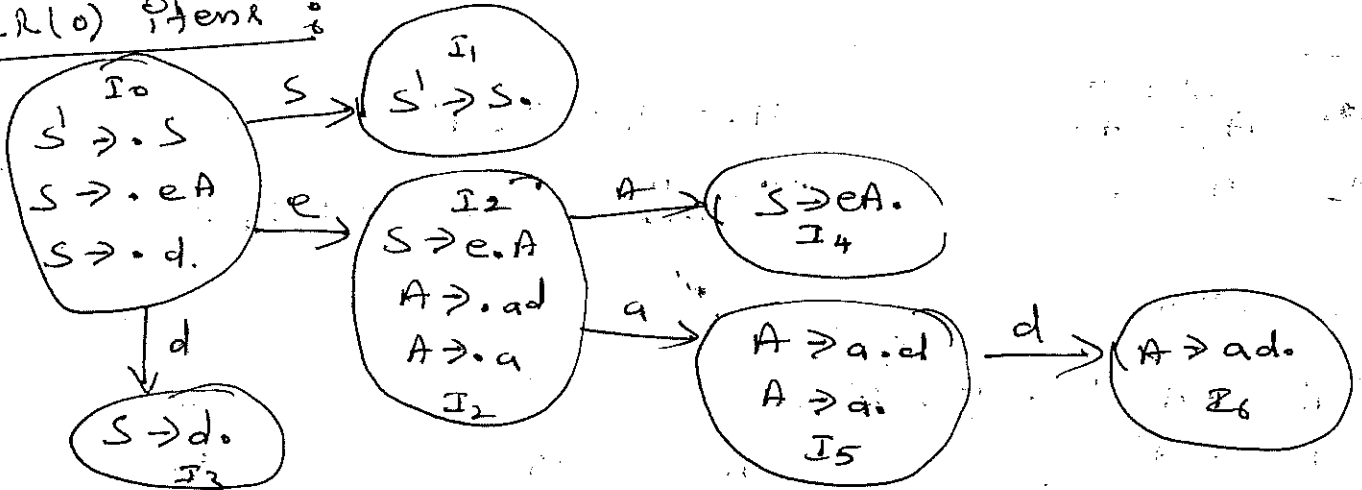 LR(0) items :
I0
S' → . S
S → . eA
S → . d.
S
I1
S' → S.
e
I2
S → e.A
A → .ad
A → .a
I2
A
S → eA.
I4
a
A → a.d
A → a.
I5
d
A → ad.
I6
d
S → d.
I3